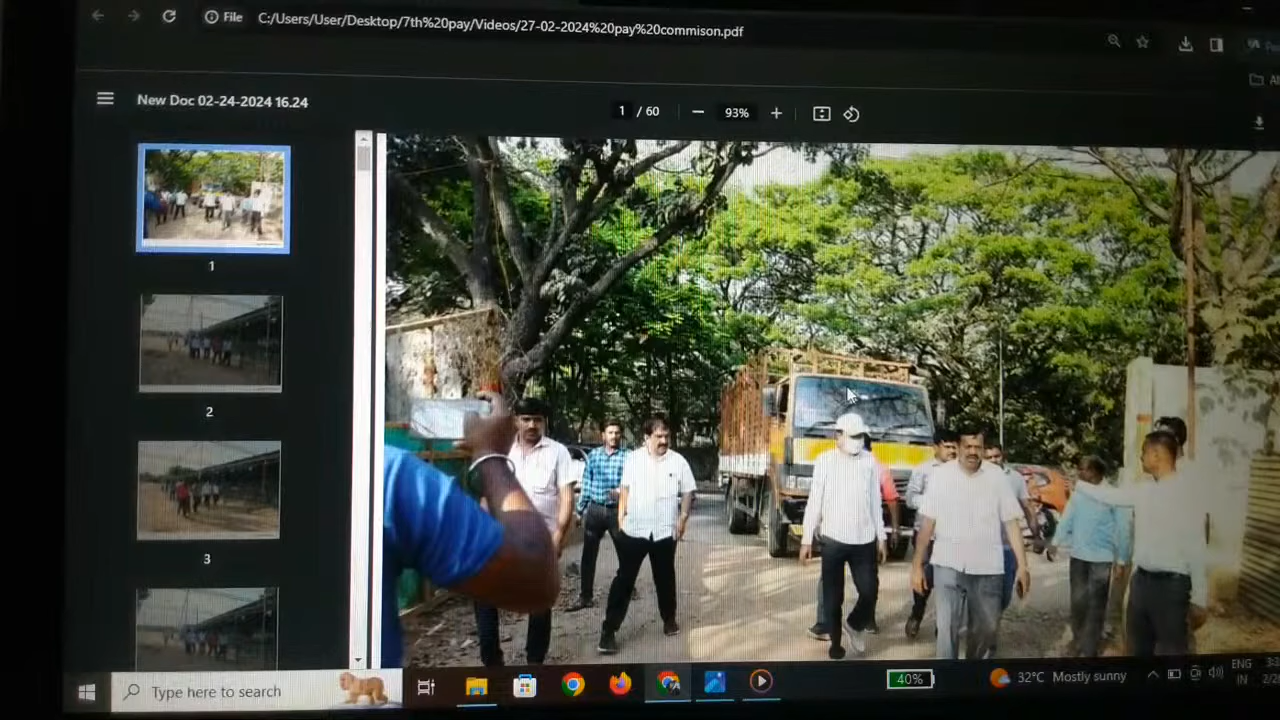 File C:/Users/User/Desktop/7th%20pay/Videos/27-02-2024%20pay%20commison.pdf
New Doc 02-24-2024 16.24
1 / 60
93%
1
2
3
Type here to search
40%
32°C Mostly sunny
ENG
IN